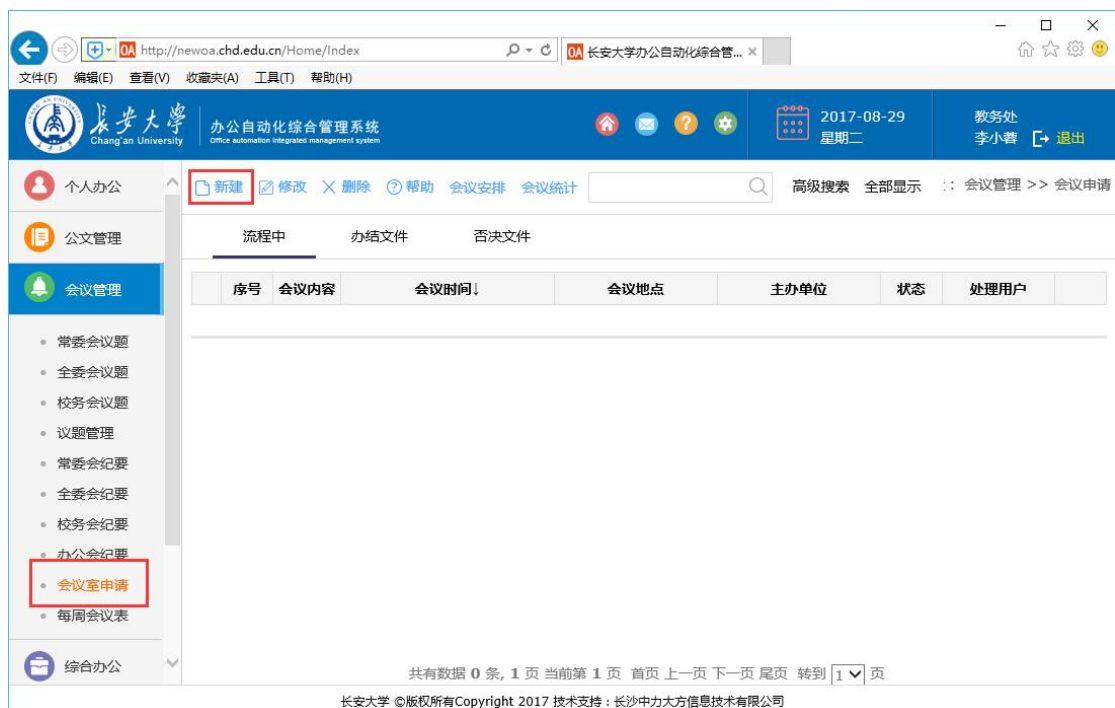 http://newoa.chd.edu.cn/Home/Index
OA 长安大学办公自动化综合管... ×
文件(F) 编辑(E) 查看(V) 收藏夹(A) 工具(T) 帮助(H)
长安大学
Chang'an University
办公自动化综合管理系统
Office automation integrated management system
2017-08-29
星期二
教务处
李小蓉 退出
个人办公
公文管理
会议管理
常委会议题
全委会议题
校务会议题
议题管理
常委会纪要
全委会纪要
校务会纪要
办公会纪要
会议室申请
每周会议表
综合办公
新建 修改 删除 帮助 会议安排 会议统计 高级搜索 全部显示 :: 会议管理 >> 会议申请
流程中 办结文件 否决文件
序号 会议内容 会议时间↓ 会议地点 主办单位 状态 处理用户
共有数据 0 条, 1 页 当前第 1 页 首页 上一页 下一页 尾页 转到 1 页
长安大学 ©版权所有Copyright 2017 技术支持：长沙中力大方信息技术有限公司